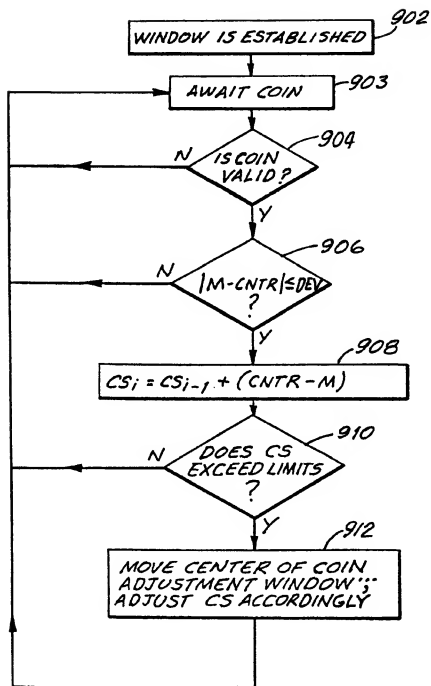 902
WINDOW IS ESTABLISHED
903
AWAIT COIN
904
N
IS COIN
VALID?
Y
906
N
|M-CNTR|≤DEV
?
Y
908
CSi = CSi-1 + (CNTR-M)
910
N
DOES CS
EXCEED LIMITS
?
Y
912
MOVE CENTER OF COIN
ADJUSTMENT WINDOW";
ADJUST CS ACCORDINGLY